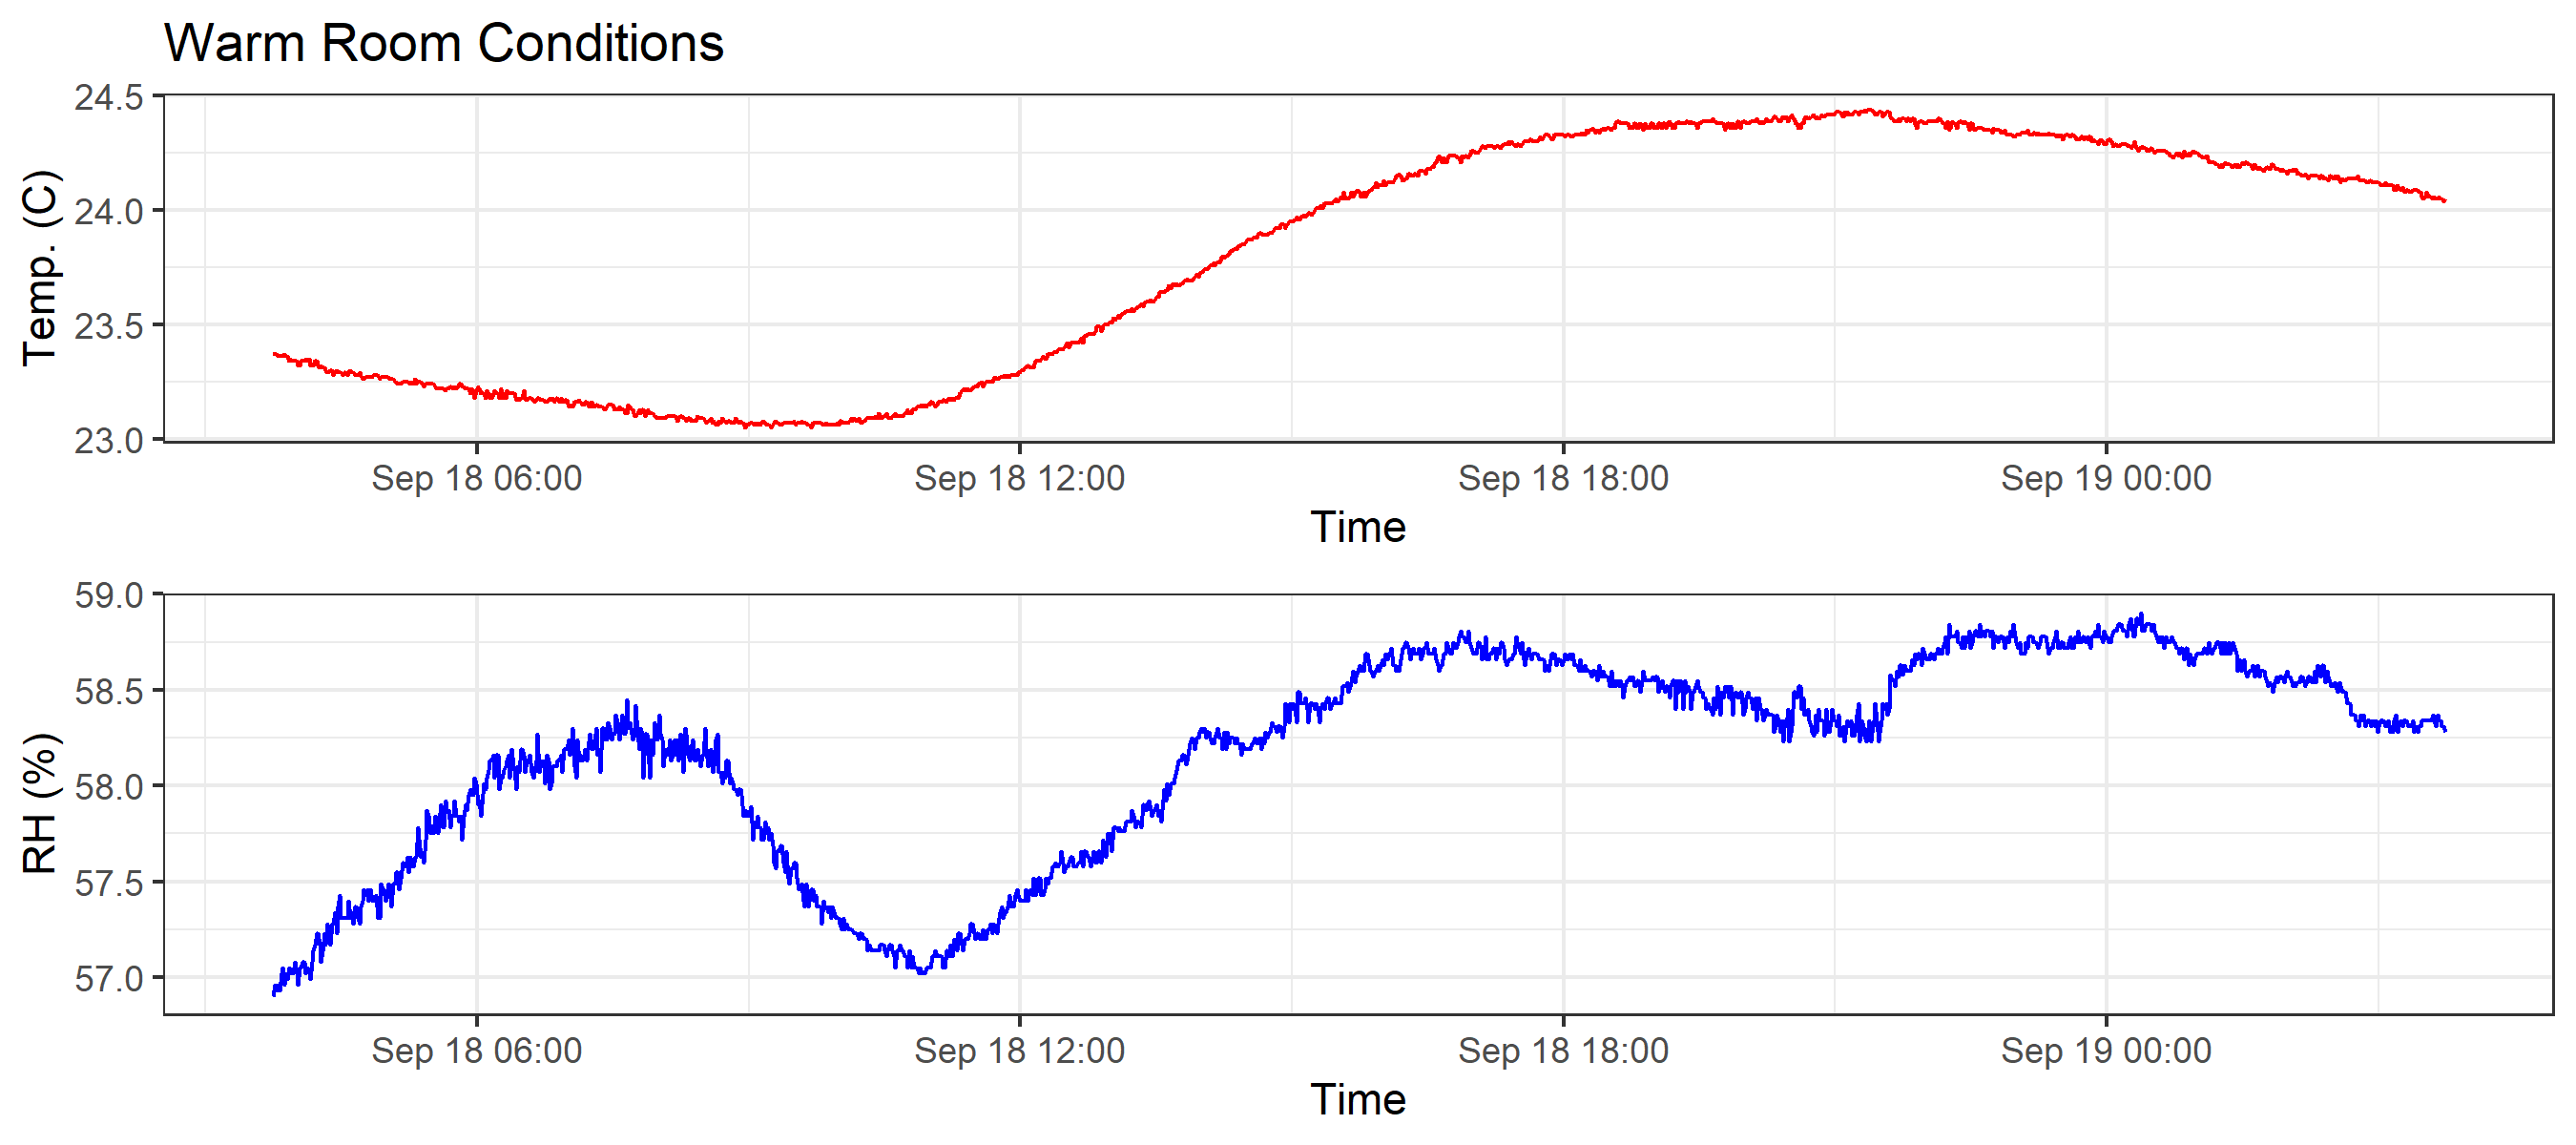 Warm Room Conditions
24.5
24.0
23.5
23.0
Temp. (C)
Sep 18 06:00 Sep 18 12:00 Sep 18 18:00 Sep 19 00:00
Time
59.0
58.5
58.0
57.5
57.0
RH (%)
Sep 18 06:00 Sep 18 12:00 Sep 18 18:00 Sep 19 00:00
Time